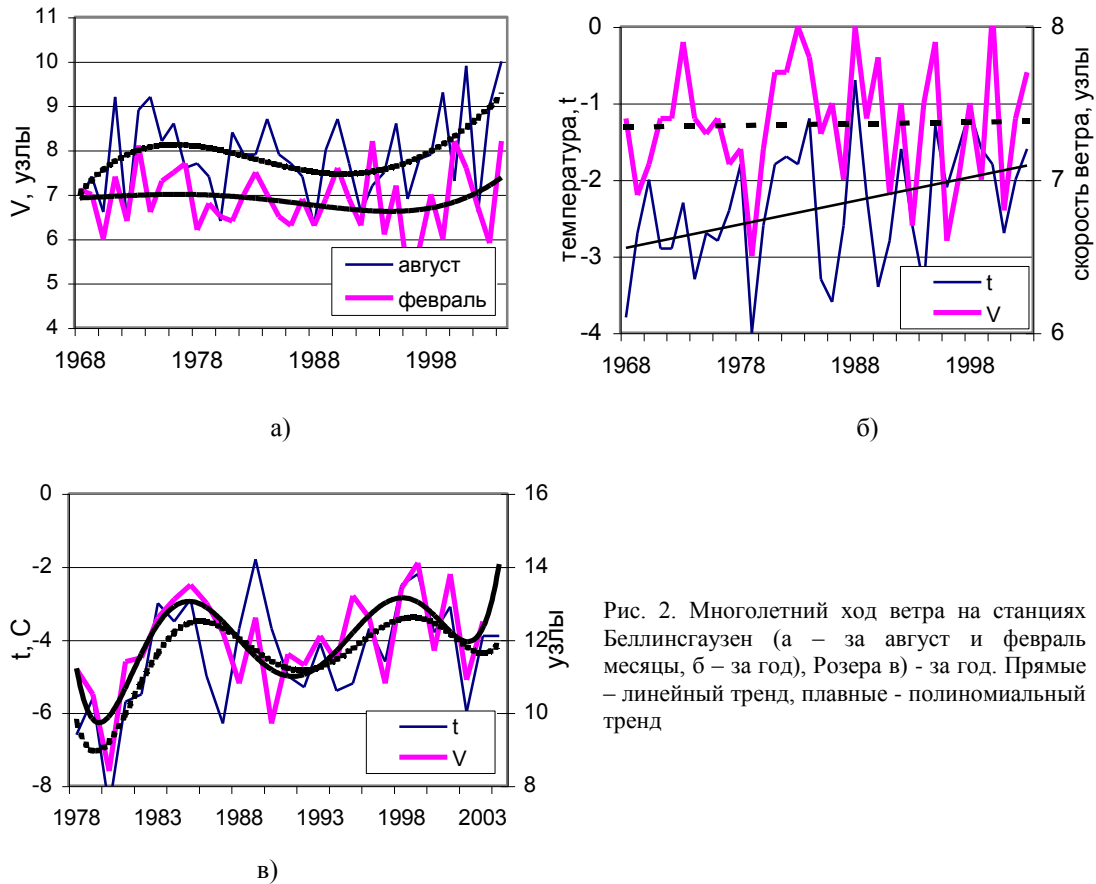 V, узлы
11
10
9
8
7
6
5
4
август
февраль
1968 1978 1988 1998
а)
температура,t
0
-1
-2
-3
-4
t
V
8
7
6
скорость ветра, узлы
1968 1978 1988 1998
б)
t, C
0
-2
-4
-6
-8
t
V
16
14
12
10
8
узлы
1978 1983 1988 1993 1998 2003
в)
Рис. 2. Многолетний ход ветра на станциях
Беллинсгаузен (а – за август и февраль
месяцы, б – за год), Розера в) - за год. Прямые
– линейный тренд, плавные - полиномиальный
тренд